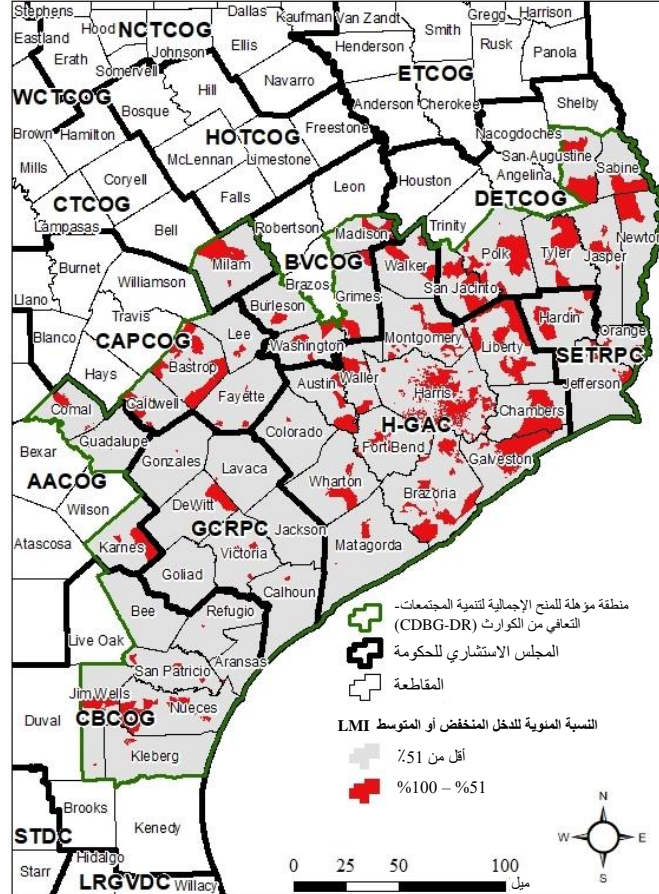 Stephens
Hood
NCTCOG
Dallas
Kaufman
Van Zandt
Gregg
Harrison
Eastland
Erath
Johnson
Ellis
Smith
Rusk
Panola
Somervell
Henderson
WCTCOG
Hill
Navarro
ETCOG
Bosque
Anderson
Cherokee
Shelby
Brown
Hamilton
HOTCOG
Freestone
Nacogdoches
McLennan
Limestone
San Augustine
Mills
Sabine
Coryell
Angelina
Falls
Leon
Houston
CTCOG
DETCOG
Lampasas
Bell
Robertson
Trinity
Madison
Newton
Burnet
Milam
BVCOG
Walker
Polk
Tyler
Jasper
Williamson
Brazos
San Jacinto
Llano
Burleson
Grimes
Travis
Hardin
Blanco
Lee
Washington
Montgomery
Liberty
Orange
CAPCOG
SETRPC
Hays
Bastrop
Austin
Waller
Jefferson
Comal
Caldwell
Fayette
Harris
Chambers
Guadalupe
Colorado
H-GAC
Bexar
Gonzales
Fort Bend
Galveston
AACOG
Lavaca
Wharton
Wilson
DeWitt
Brazoria
GCRPC
Jackson
Atascosa
Karnes
Victoria
Matagorda
Goliad
Calhoun
Bee
Refugio
Live Oak
Aransas
San Patricio
Jim Wells
Nueces
Duval
CBCOG
Kleberg
Brooks
STDC
Kenedy
Hidalgo
Starr
LRGVDC
Willacy
منطقة مؤهلة للمنح الإجمالية لتنمية المجتمعات-
التعافي من الكوارث (CDBG-DR)
المجلس الاستشاري للحكومة
المقاطعة
النسبة المئوية للدخل المنخفض أو المتوسط LMI
أقل من 51٪
%51 – %100
N
W
E
S
0 25 50 100
ميل